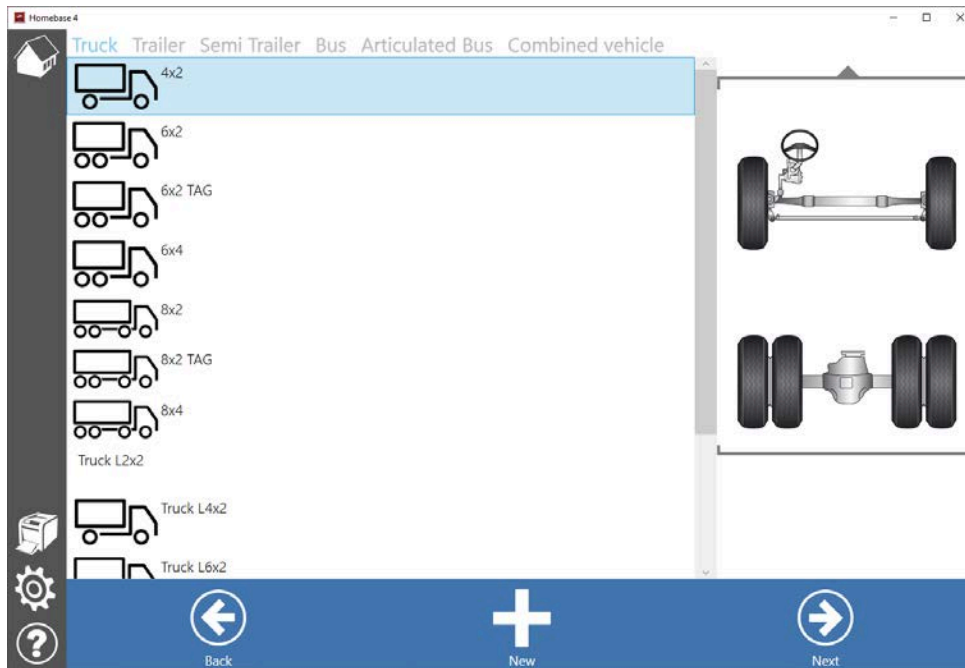 Homebase 4
Truck Trailer Semi Trailer Bus Articulated Bus Combined vehicle
4x2
6x2
6x2 TAG
6x4
8x2
8x2 TAG
8x4
Truck L2x2
Truck L4x2
Truck L6x2
?
Back New Next